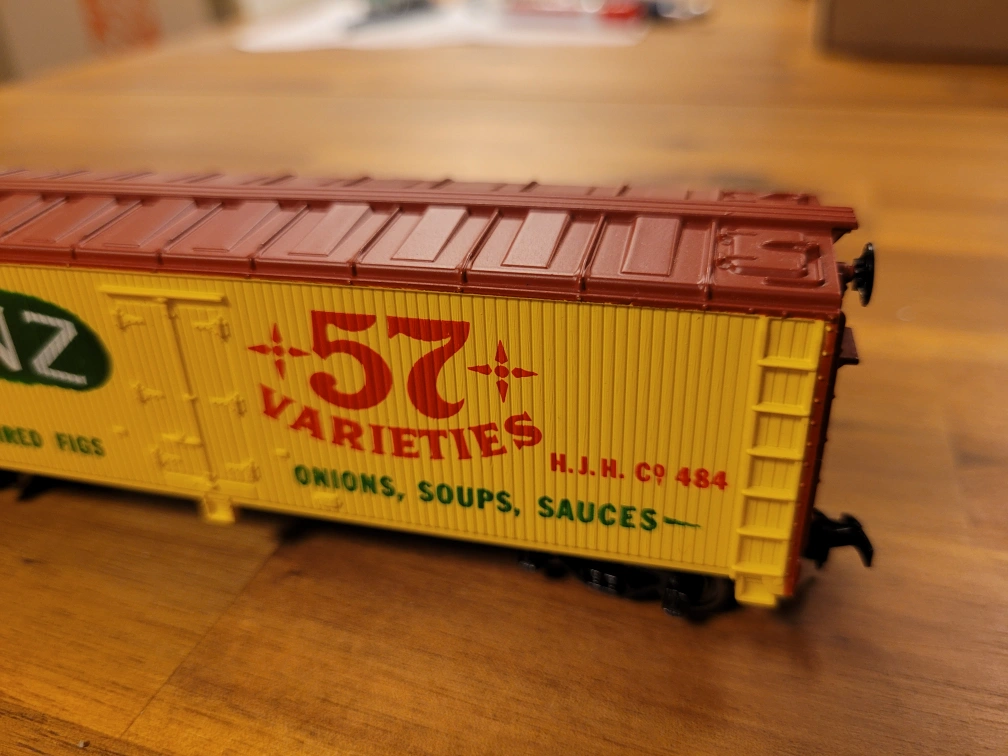 NZ
RED FIGS
57
VARIETIES
H.J.H. Cº 484
ONIONS, SOUPS, SAUCES—